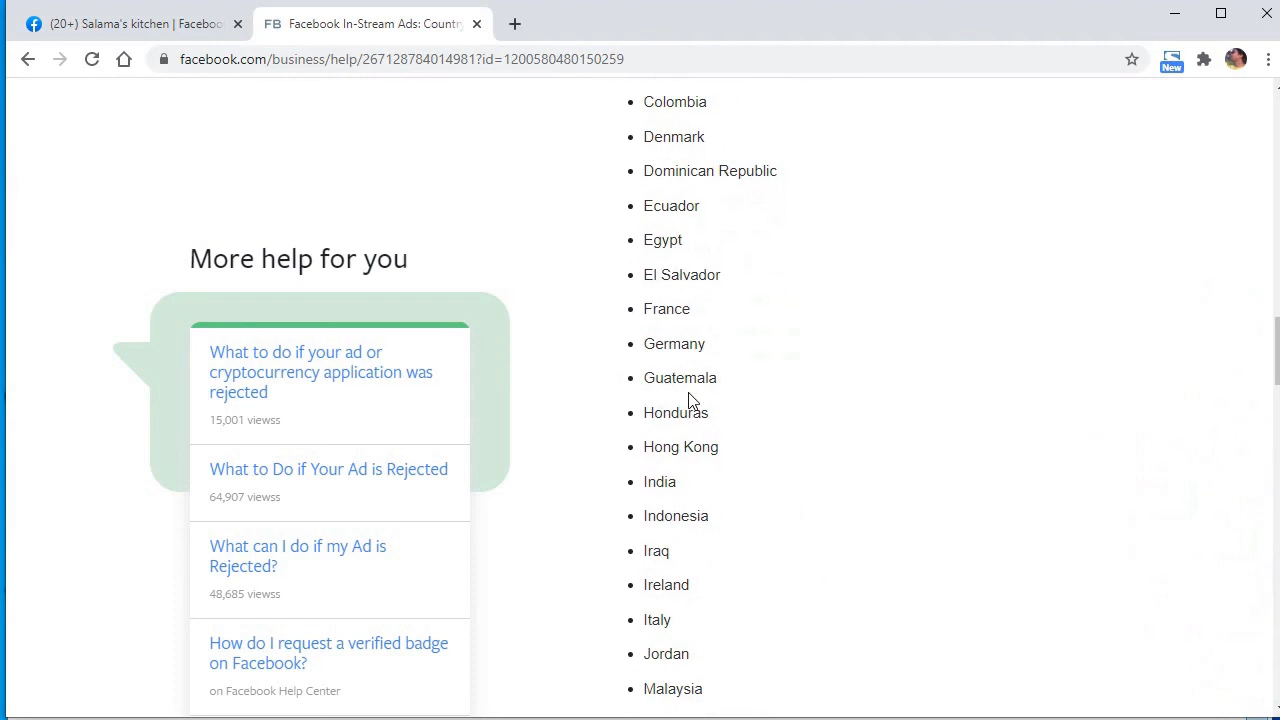 (20+) Salama's kitchen | Faceboo
FB Facebook In-Stream Ads: Countr
facebook.com/business/help/267128784014981?id=1200580480150259
New
More help for you
What to do if your ad or
cryptocurrency application was
rejected
15,001 viewss
What to Do if Your Ad is Rejected
64,907 viewss
What can I do if my Ad is
Rejected?
48,685 viewss
How do I request a verified badge
on Facebook?
on Facebook Help Center
• Colombia
• Denmark
• Dominican Republic
• Ecuador
• Egypt
• El Salvador
• France
• Germany
• Guatemala
• Honduras
• Hong Kong
• India
• Indonesia
• Iraq
• Ireland
• Italy
• Jordan
• Malaysia